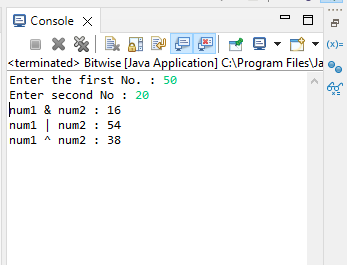 Console
<terminated> Bitwise [Java Application] C:\Program Files\Ja
Enter the first No. : 50
Enter second No : 20
num1 & num2 : 16
num1 | num2 : 54
num1 ^ num2 : 38
(x)=